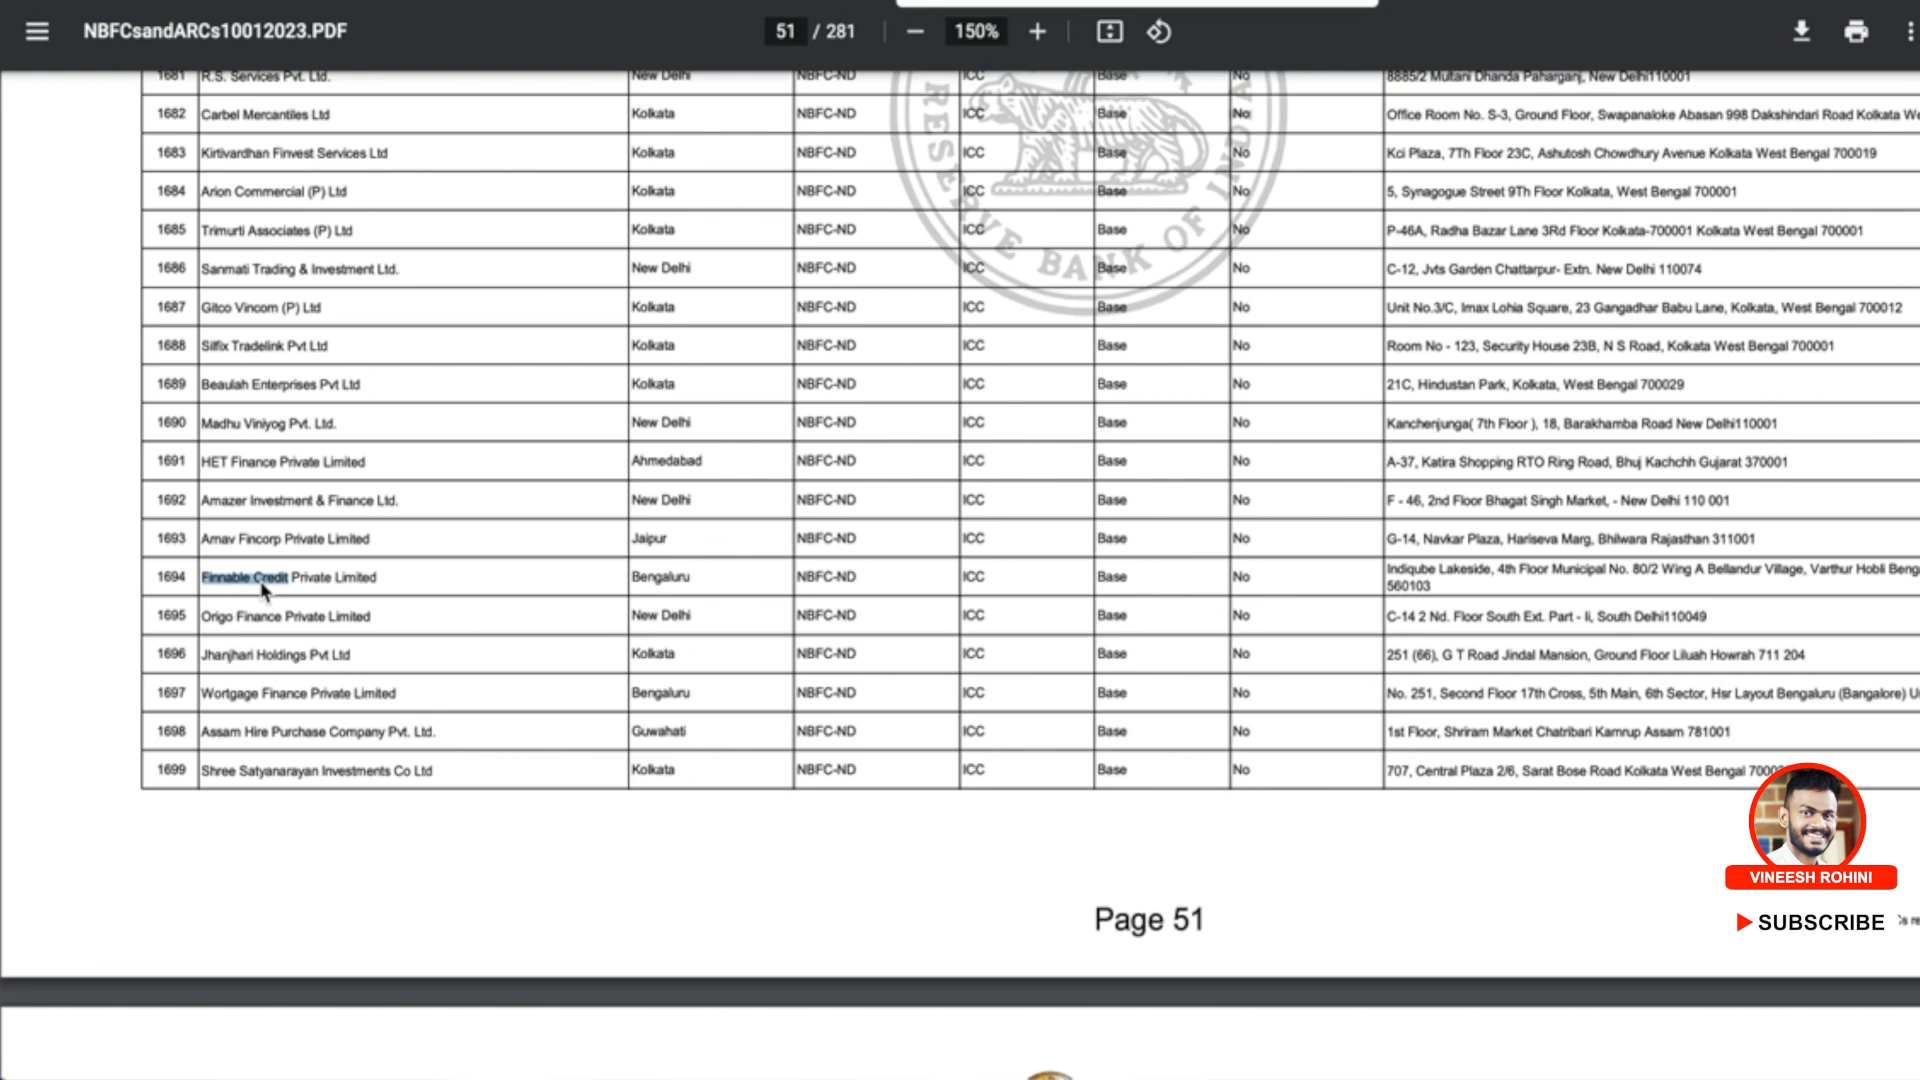 NBFCsandARCs10012023.PDF
51 / 281
150%
1681 R.S. Services Pvt. Ltd. New Delhi NBFC-ND ICC Base No 8885/2 Multani Dhanda Paharganj, New Delhi110001
1682 Carbel Mercantiles Ltd Kolkata NBFC-ND ICC Base No Office Room No. S-3, Ground Floor, Swapanaloke Abasan 998 Dakshindari Road Kolkata
1683 Kirtivardhan Finvest Services Ltd Kolkata NBFC-ND ICC Base No Kci Plaza, 7Th Floor 23C, Ashutosh Chowdhury Avenue Kolkata West Bengal 700019
1684 Arion Commercial (P) Ltd Kolkata NBFC-ND ICC Base No 5, Synagogue Street 9Th Floor Kolkata, West Bengal 700001
1685 Trimurti Associates (P) Ltd Kolkata NBFC-ND ICC Base No P-46A, Radha Bazar Lane 3Rd Floor Kolkata-700001 Kolkata West Bengal 700001
1686 Sanmati Trading & Investment Ltd. New Delhi NBFC-ND ICC Base No C-12, Jvts Garden Chattarpur- Extn. New Delhi 110074
1687 Gitco Vincom (P) Ltd Kolkata NBFC-ND ICC Base No Unit No.3/C, Imax Lohia Square, 23 Gangadhar Babu Lane, Kolkata, West Bengal 700012
1688 Silfix Tradelink Pvt Ltd Kolkata NBFC-ND ICC Base No Room No - 123, Security House 23B, N S Road, Kolkata West Bengal 700001
1689 Beaulah Enterprises Pvt Ltd Kolkata NBFC-ND ICC Base No 21C, Hindustan Park, Kolkata, West Bengal 700029
1690 Madhu Viniyog Pvt. Ltd. New Delhi NBFC-ND ICC Base No Kanchenjunga( 7th Floor ), 18, Barakhamba Road New Delhi110001
1691 HET Finance Private Limited Ahmedabad NBFC-ND ICC Base No A-37, Katira Shopping RTO Ring Road, Bhuj Kachchh Gujarat 370001
1692 Amazer Investment & Finance Ltd. New Delhi NBFC-ND ICC Base No F - 46, 2nd Floor Bhagat Singh Market, - New Delhi 110 001
1693 Arnav Fincorp Private Limited Jaipur NBFC-ND ICC Base No G-14, Navkar Plaza, Hariseva Marg, Bhilwara Rajasthan 311001
1694 Finnable Credit Private Limited Bengaluru NBFC-ND ICC Base No Indiqube Lakeside, 4th Floor Municipal No. 80/2 Wing A Bellandur Village, Varthur Hobli
560103
1695 Origo Finance Private Limited New Delhi NBFC-ND ICC Base No C-14 2 Nd. Floor South Ext. Part - Ii, South Delhi110049
1696 Jhanjhari Holdings Pvt Ltd Kolkata NBFC-ND ICC Base No 251 (66), G T Road Jindal Mansion, Ground Floor Liluah Howrah 711 204
1697 Wortgage Finance Private Limited Bengaluru NBFC-ND ICC Base No No. 251, Second Floor 17th Cross, 5th Main, 6th Sector, Hsr Layout Bengaluru (Bangalore)
1698 Assam Hire Purchase Company Pvt. Ltd. Guwahati NBFC-ND ICC Base No 1st Floor, Shriram Market Chatribari Kamrup Assam 781001
1699 Shree Satyanarayan Investments Co Ltd Kolkata NBFC-ND ICC Base No 707, Central Plaza 2/6, Sarat Bose Road Kolkata West Bengal
RESERVE BANK OF INDIA
VINEESH ROHINI
SUBSCRIBE
Page 51